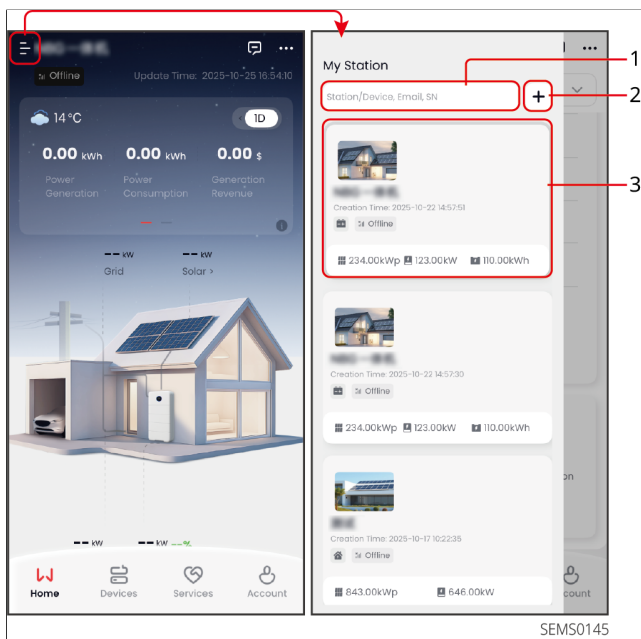 Offline
Update Time: 2025-10-25 16:54:10
14°C
1D
0.00 kWh
0.00 kWh
0.00 $
Power Generation
Power Consumption
Generation Revenue
-- kW
Grid
-- kW
Solar >
-- kW
-- kW --%
Home
Devices
Services
Account
My Station
1
Station/Device, Email, SN
+
2
3
Creation Time: 2025-10-22 14:57:51
Offline
234.00kWp
123.00kW
110.00kWh
Creation Time: 2025-10-22 14:57:30
Offline
234.00kWp
123.00kW
110.00kWh
on
Creation Time: 2025-10-17 10:22:35
Offline
843.00kWp
646.00kW
count
SEMS0145